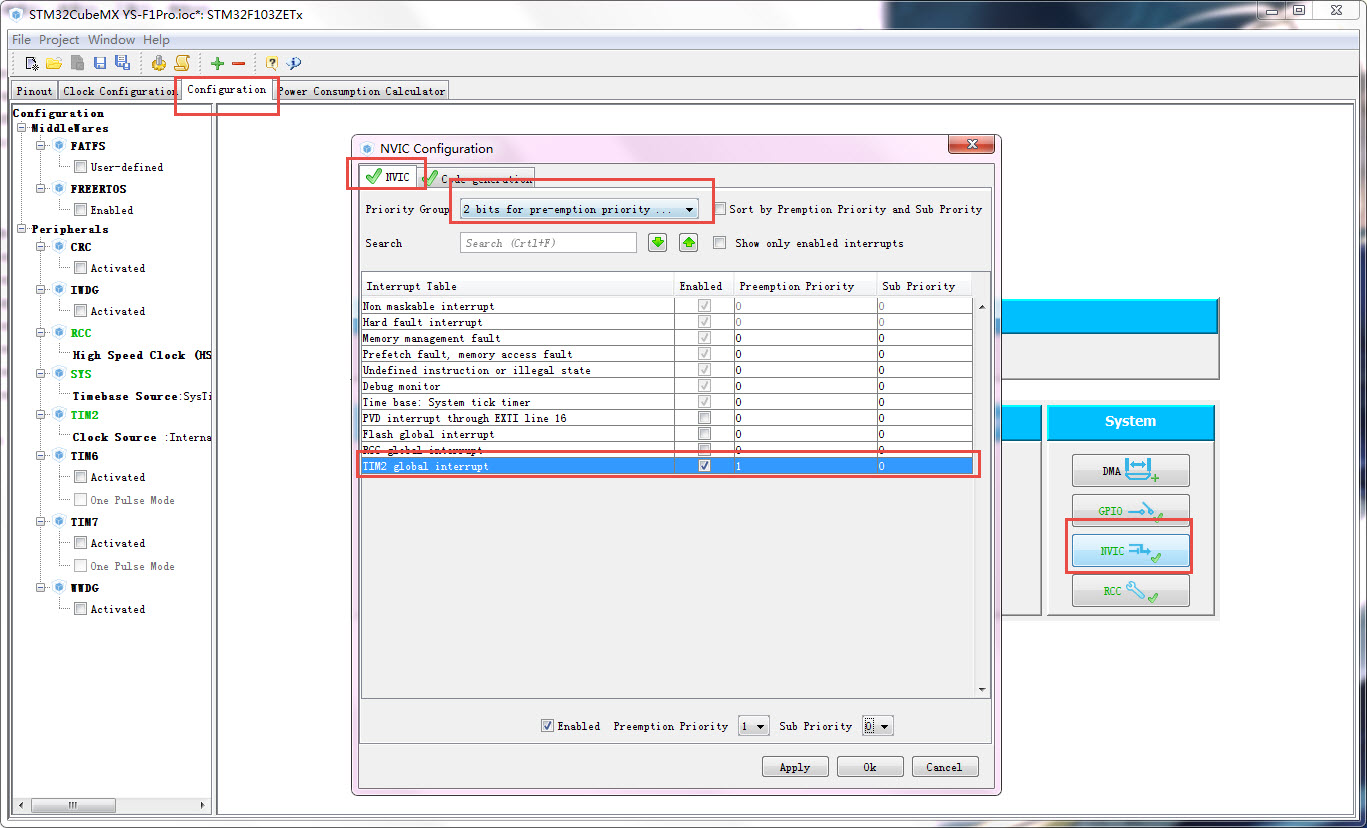 STM32CubeMX YS-F1Pro.ioc*: STM32F103ZETx
File Project Window Help
Pinout Clock Configuration Configuration Power Consumption Calculator
Configuration
MiddleWares
FATFS
User-defined
FREERTOS
Enabled
Peripherals
CRC
Activated
IWDG
Activated
RCC
High Speed Clock (HS
SYS
Timebase Source:SysTi
TIM2
Clock Source :Interna
TIM6
Activated
One Pulse Mode
TIM7
Activated
One Pulse Mode
WWDG
Activated
NVIC Configuration
NVIC Code generation
Priority Group 2 bits for pre-emption priority ... Sort by Premption Priority and Sub Prority
Search Search (Crtl+F) Show only enabled interrupts
Interrupt Table Enabled Preemption Priority Sub Priority
Non maskable interrupt 0 0
Hard fault interrupt 0 0
Memory management fault 0 0
Prefetch fault, memory access fault 0 0
Undefined instruction or illegal state 0 0
Debug monitor 0 0
Time base: System tick timer 0 0
PVD interrupt through EXTI line 16 0 0
Flash global interrupt 0 0
RCC global interrupt 0 0
TIM2 global interrupt 1 0
Enabled Preemption Priority 1 Sub Priority 0
Apply Ok Cancel
System
DMA
GPIO
NVIC
RCC